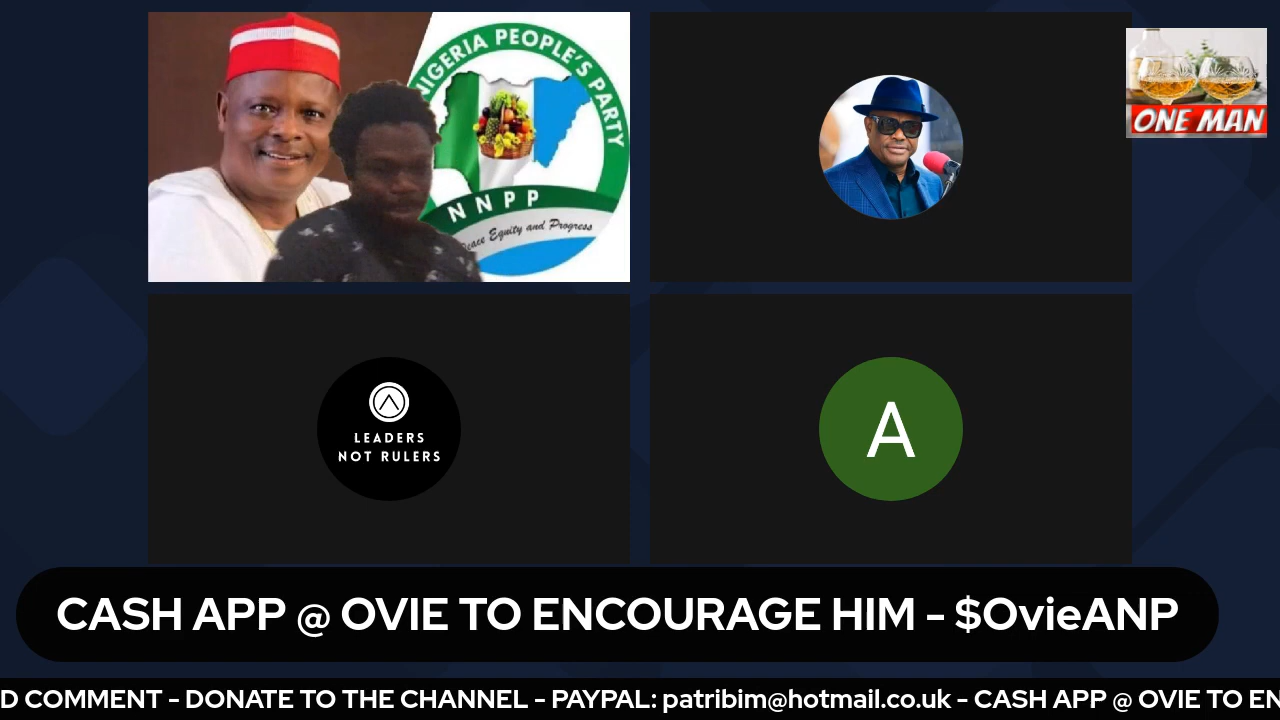 NIGERIA PEOPLE'S PARTY
NNPP
Peace Equity and Progress
ONE MAN
LEADERS
NOT RULERS
A
CASH APP @ OVIE TO ENCOURAGE HIM - $OvieANP
D COMMENT - DONATE TO THE CHANNEL - PAYPAL: patribim@hotmail.co.uk - CASH APP @ OVIE TO EN